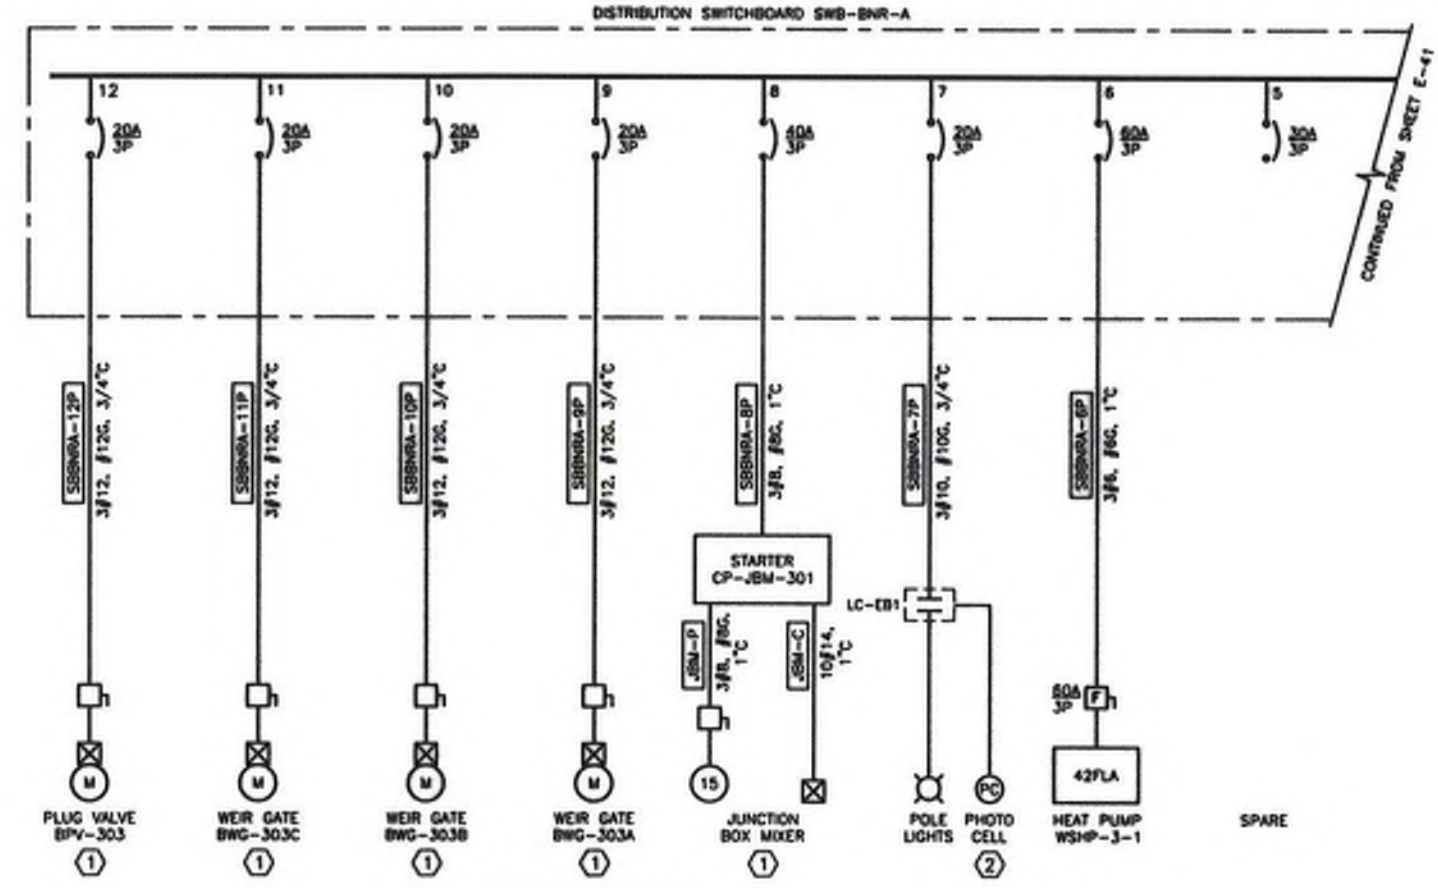 DISTRIBUTION SWITCHBOARD SWB-BNR-A
12
11
10
9
8
7
6
5
20A
3P
20A
3P
20A
3P
20A
3P
40A
3P
20A
60A
3P
CONTINUED FROM SHEET E-41
SBBNRA-12P
3#12, #12G, 3/4"C
SBBNRA-11P
3#12, #12G, 3/4"C
SBBNRA-10P
3#12, #12G, 3/4"C
SBBNRA-9P
3#12, #12G, 3/4"C
SBBNRA-8P
3#8, #8G, 1"C
SBBNRA-7P
3#10, #10G, 3/4"C
SBBNRA-6P
3#6, #6G, 1"C
STARTER
CP-JBM-301
JBM-P
3#8, #8G,
1"C
JBM-C
10#14,
1"C
LC-EB1
60A
3P
F
M
M
M
M
15
PC
42FLA
PLUG VALVE
BPV-303
1
WEIR GATE
BWG-303C
1
WEIR GATE
BWG-303B
1
WEIR GATE
BWG-303A
1
JUNCTION
BOX MIXER
1
POLE
LIGHTS
PHOTO
CELL
2
HEAT PUMP
WSHP-3-1
SPARE